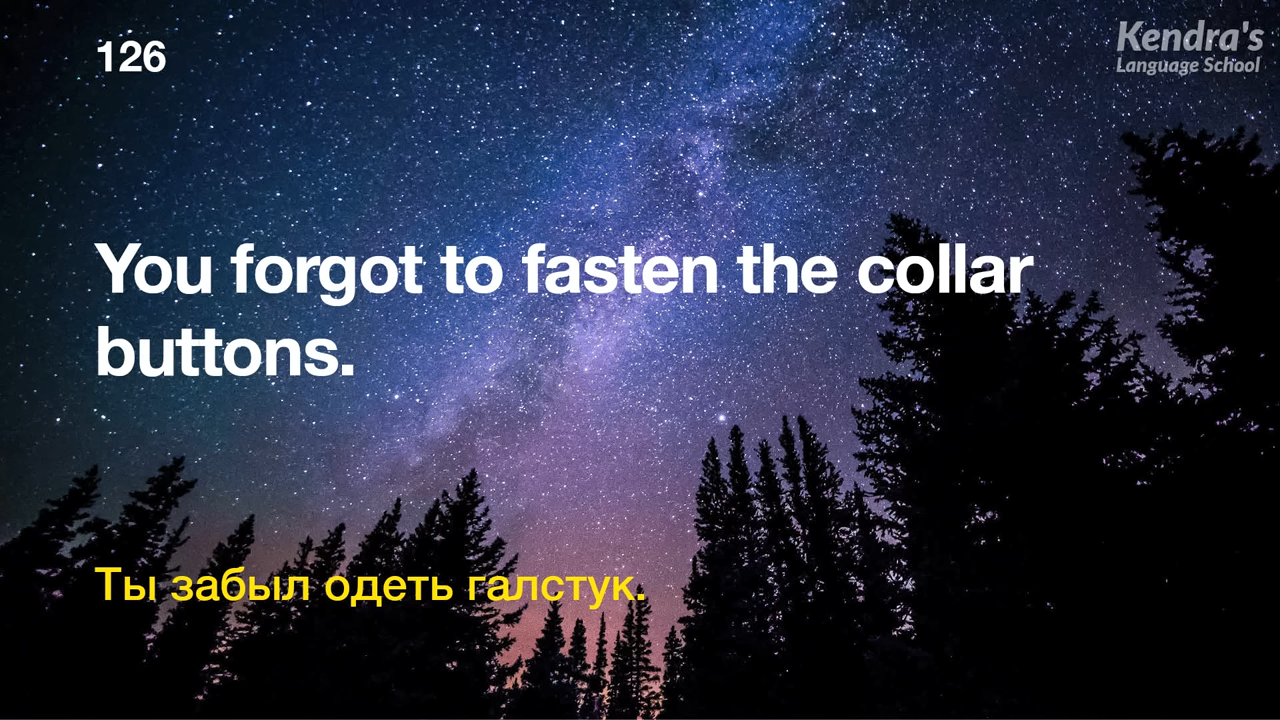 126
Kendra's
Language School
You forgot to fasten the collar
buttons.
Ты забыл одеть галстук.